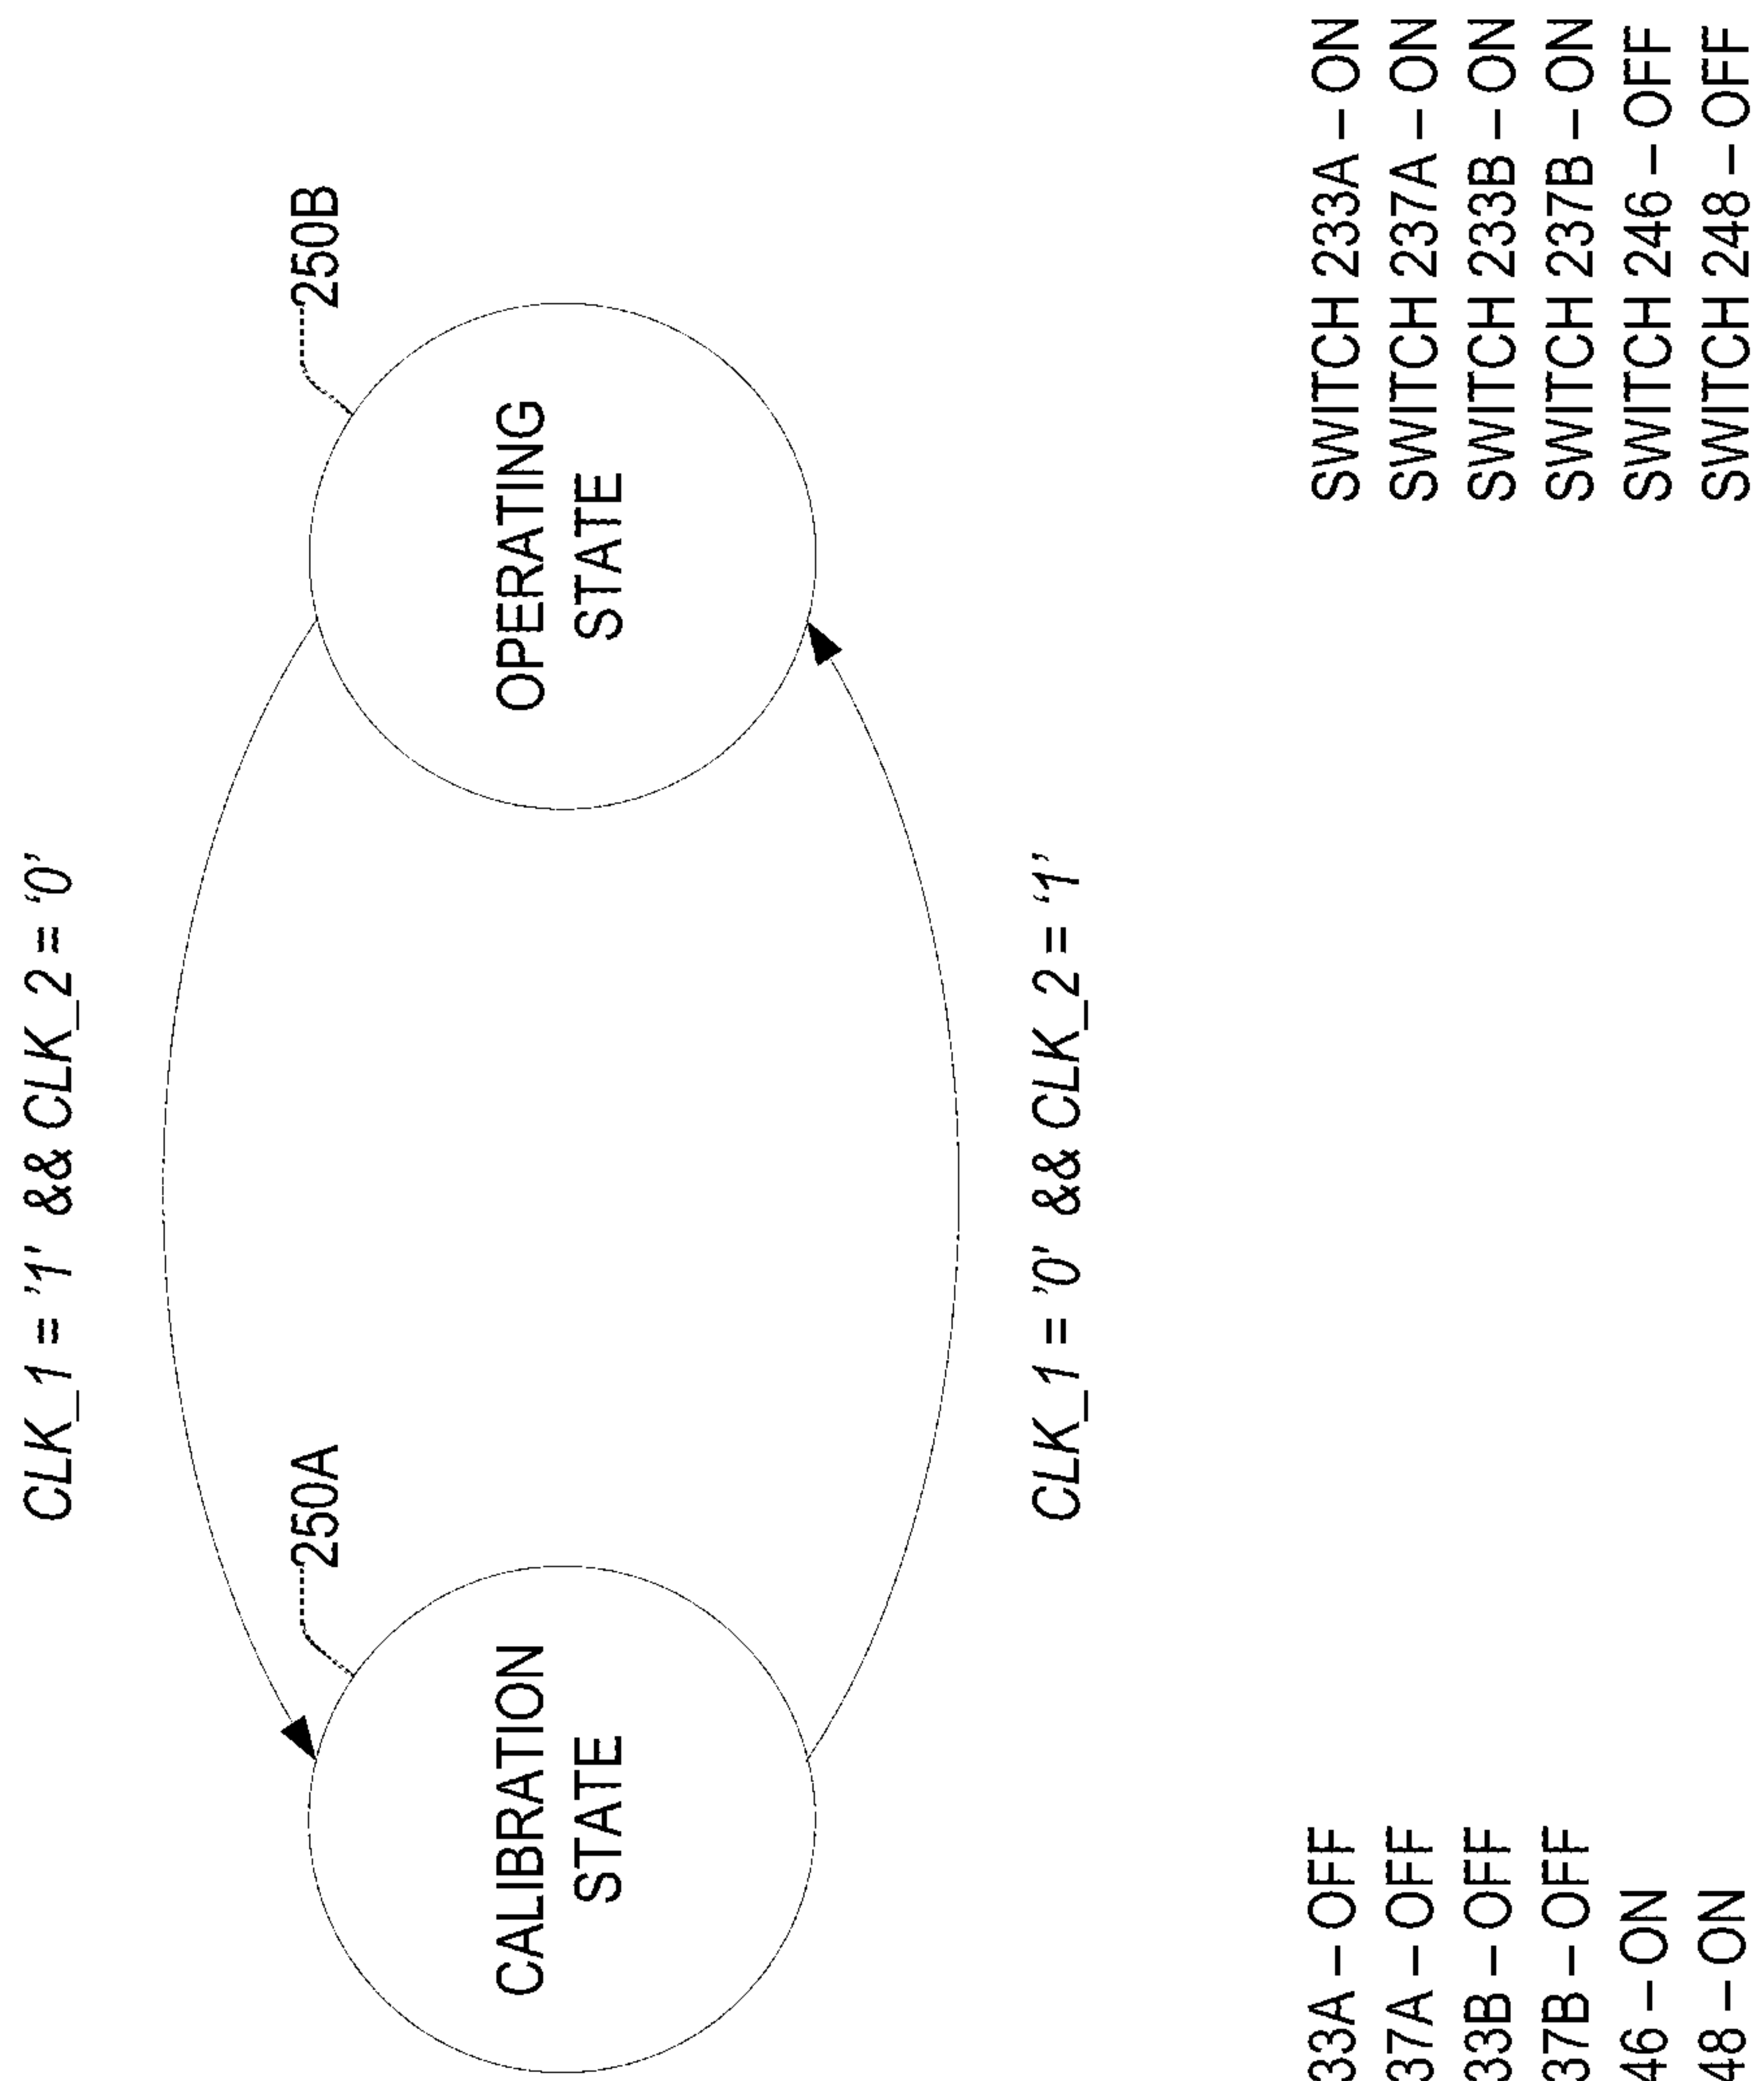 CLK_1 = '1' && CLK_2 = ‘0’
250A
250B
CALIBRATION
STATE
OPERATING
STATE
CLK_1 = '0' && CLK_2 = ‘1’
33A – OFF
37A – OFF
33B – OFF
37B – OFF
46 – ON
48 – ON
SWITCH 233A – ON
SWITCH 237A – ON
SWITCH 233B – ON
SWITCH 237B – ON
SWITCH 246 – OFF
SWITCH 248 – OFF